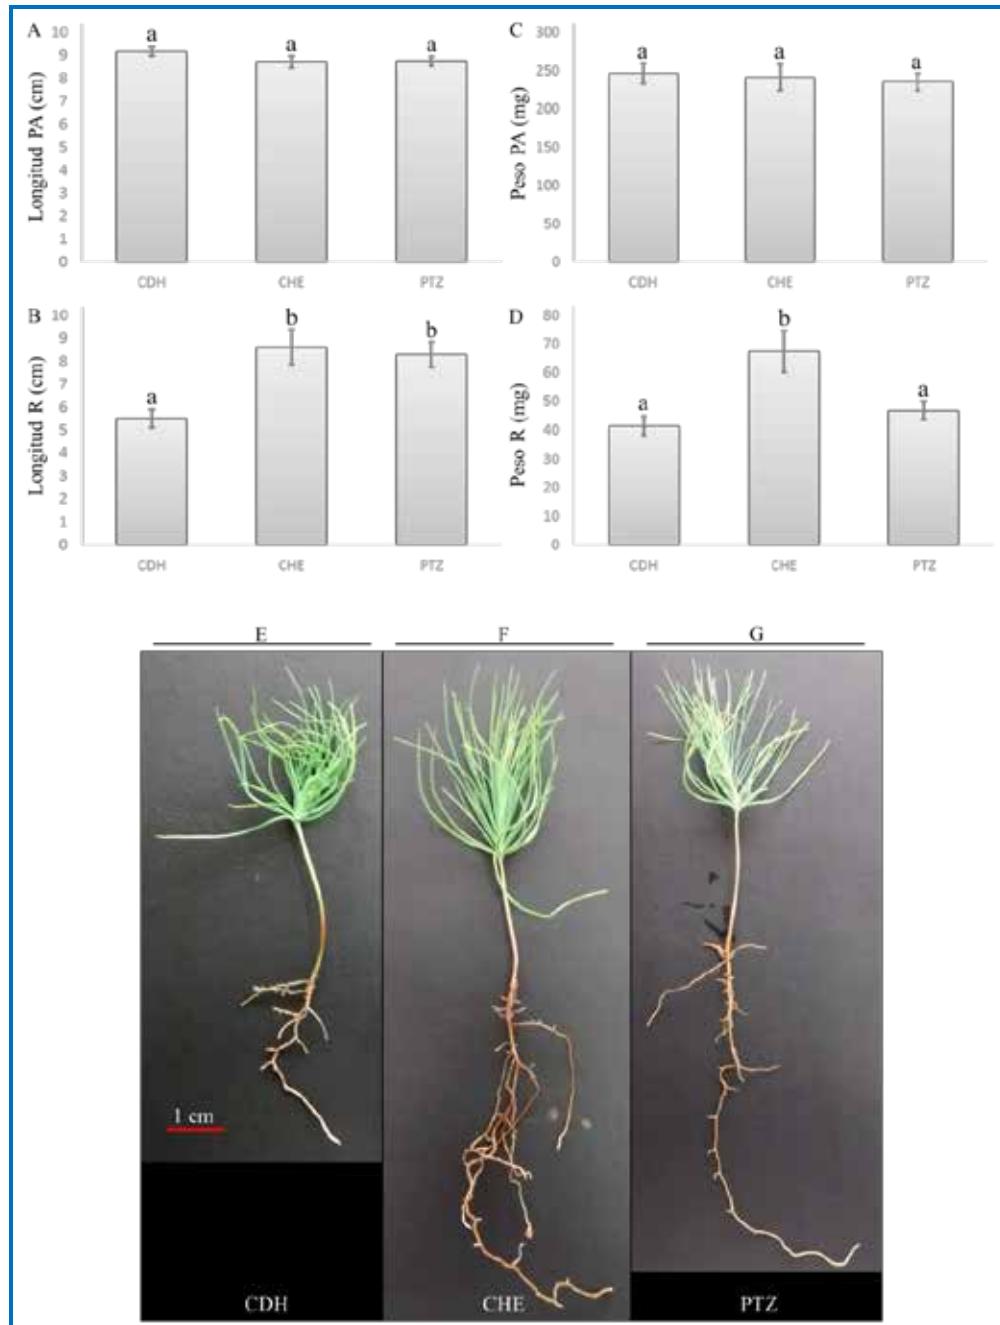 A
Longitud PA (cm)
10
9
8
7
6
5
4
3
2
1
0
a
a
a
CDH
CHE
PTZ
C
Peso PA (mg)
300
250
200
150
100
50
0
a
a
a
CDH
CHE
PTZ
B
Longitud R (cm)
10
9
8
7
6
5
4
3
2
1
0
a
b
b
CDH
CHE
PTZ
D
Peso R (mg)
80
70
60
50
40
30
20
10
0
a
b
a
CDH
CHE
PTZ
E
F
G
1 cm
CDH
CHE
PTZ